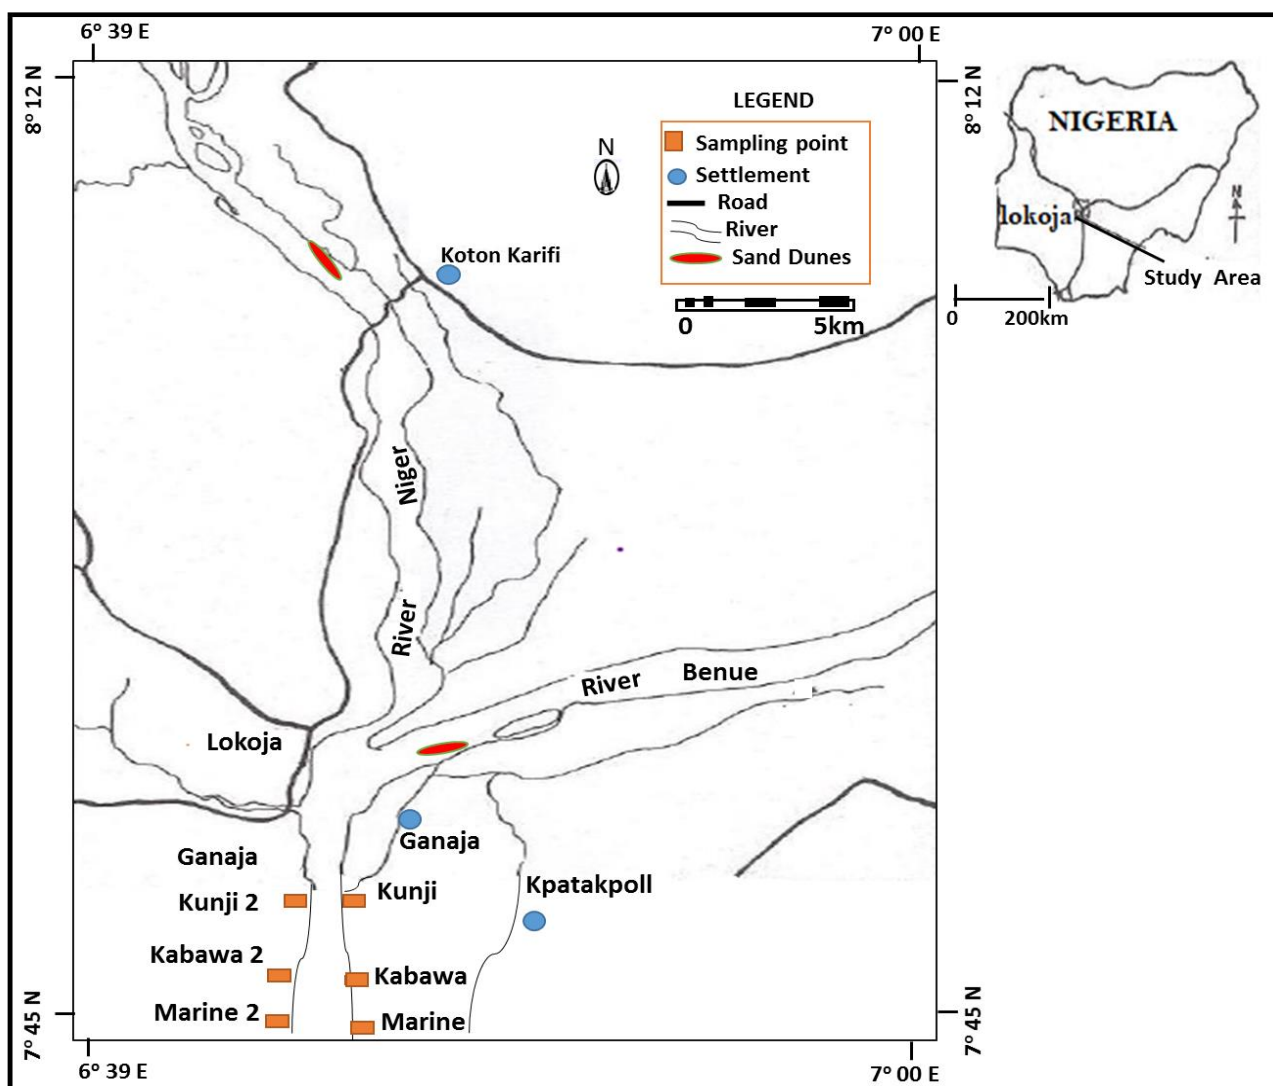 6° 39 E
7° 00 E
8° 12 N
8° 12 N
LEGEND
Sampling point
Settlement
Road
River
Sand Dunes
N
0 5km
NIGERIA
lokoja
N
Study Area
0 200km
Koton Karifi
Niger
River
River Benue
Lokoja
Ganaja
Ganaja
Kunji 2
Kunji
Kpatakpoll
Kabawa 2
Kabawa
Marine 2
Marine
7° 45 N
7° 45 N
6° 39 E
7° 00 E